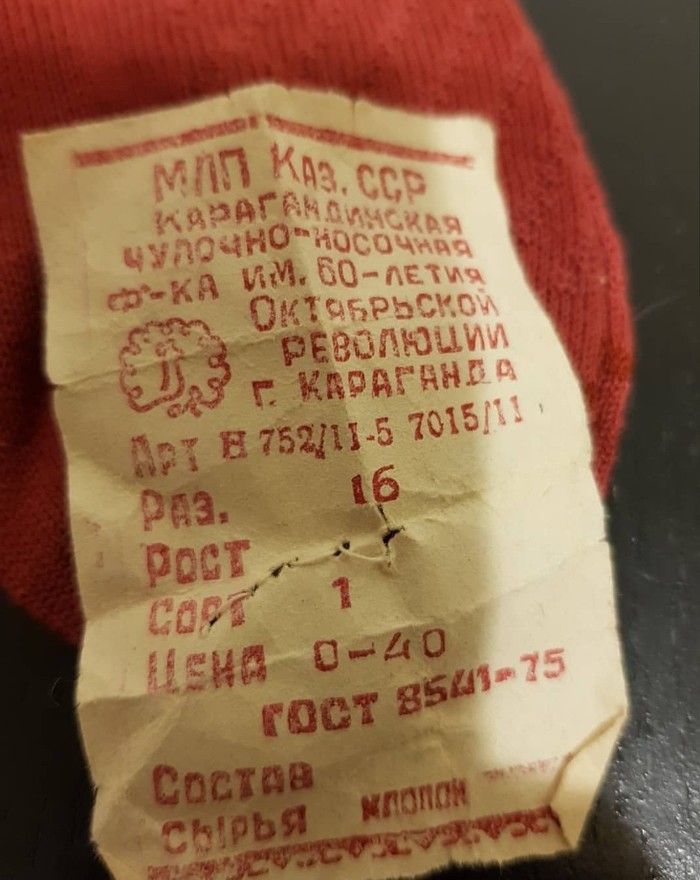 МЛП КАЗ. ССР
КАРАГАНДИНСКАЯ
ЧУЛОЧНО-НОСОЧНАЯ
Ф-КА ИМ. 60-ЛЕТИЯ
ОКТЯБРЬСКОЙ
РЕВОЛЮЦИИ
Г. КАРАГАНДА
АРТ В 752/11-5 7015/11
РАЗ. 16
РОСТ
СОРТ 1
ЦЕНА 0-40
ГОСТ 8541-75
СОСТАВ
СЫРЬЯ ХЛОПОК